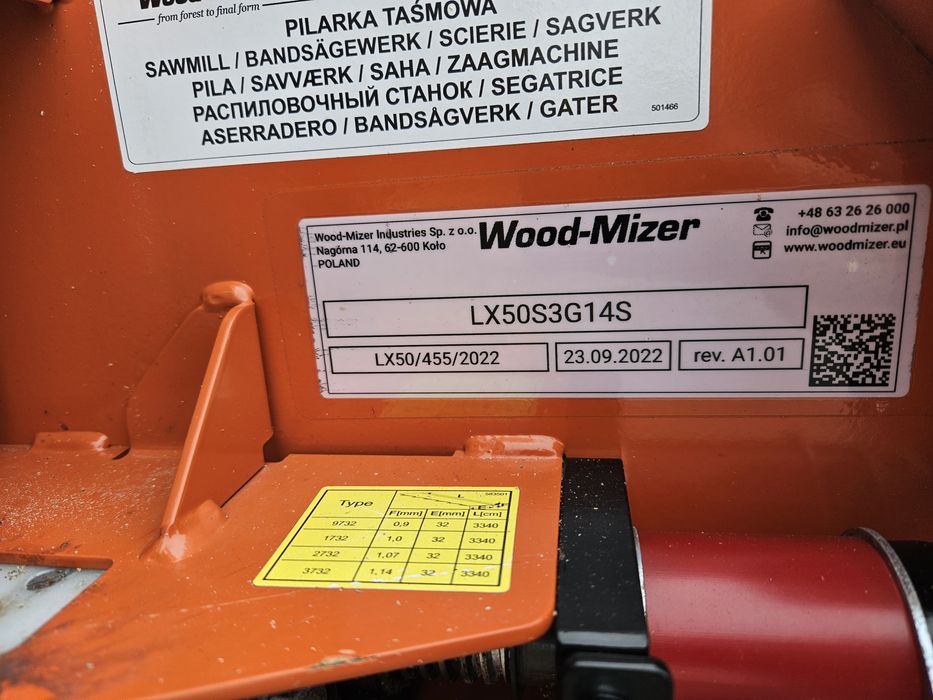 from forest to final form
PILARKA TAŚMOWA
SAWMILL / BANDSÄGEWERK / SCIERIE / SAGVERK
PILA / SAVVÆRK / SAHA / ZAAGMACHINE
РАСПИЛОВОЧНЫЙ СТАНОК / SEGATRICE
ASERRADERO / BANDSÅGVERK / GATER
501466
Wood-Mizer Industries Sp. z o.o.
Nagórna 114, 62-600 Koło
POLAND
Wood-Mizer
+48 63 26 26 000
info@woodmizer.pl
www.woodmizer.eu
LX50S3G14S
LX50/455/2022 23.09.2022 rev. A1.01
583501
L
E
F
Type F[mm] E[mm] L[cm]
9732 0,9 32 3340
1732 1,0 32 3340
2732 1,07 32 3340
3732 1,14 32 3340